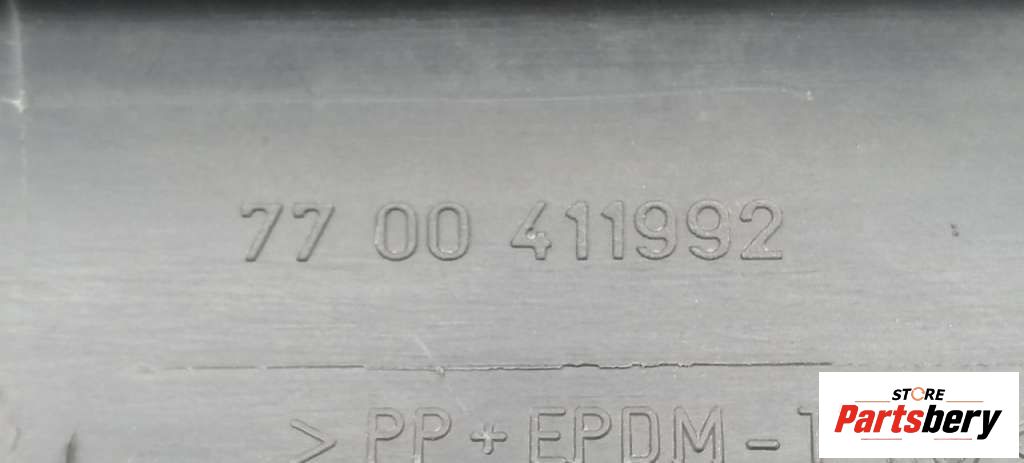 77 00 411992
> PP + EPDM -
STORE
Partsbery